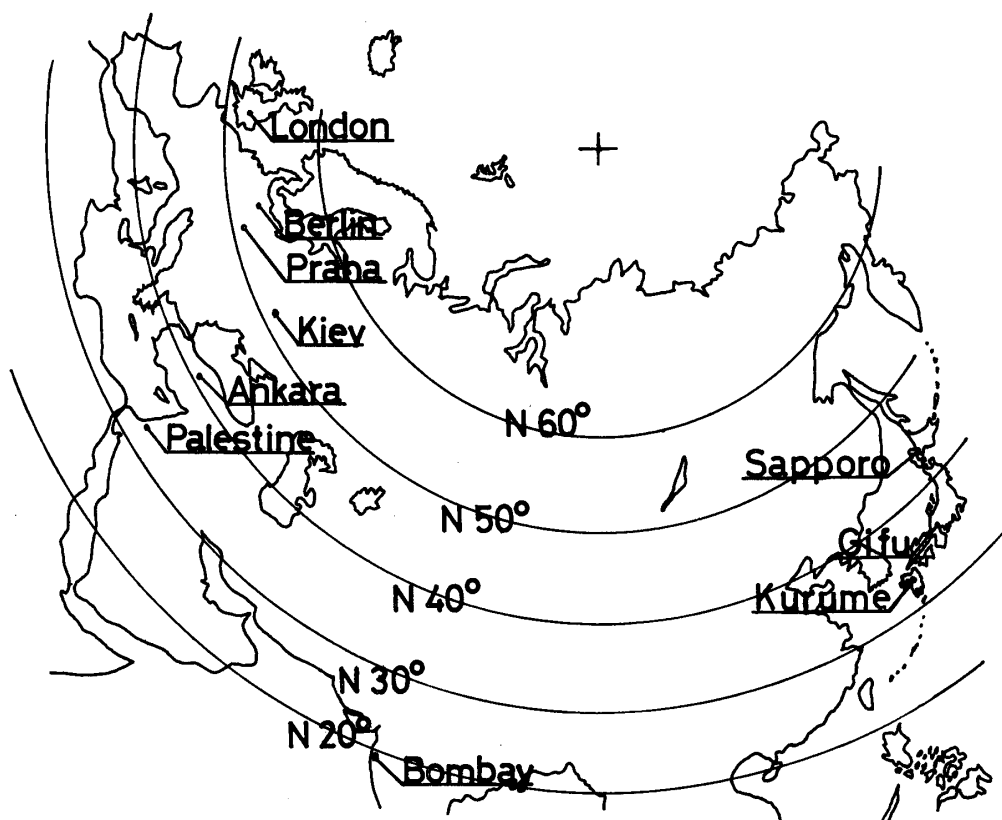 London
Berlin
Praha
Kiev
Ankara
N 60°
Palestine
Sapporo
N 50°
Gifu
N 40°
Kurume
N 30°
N 20°
Bombay